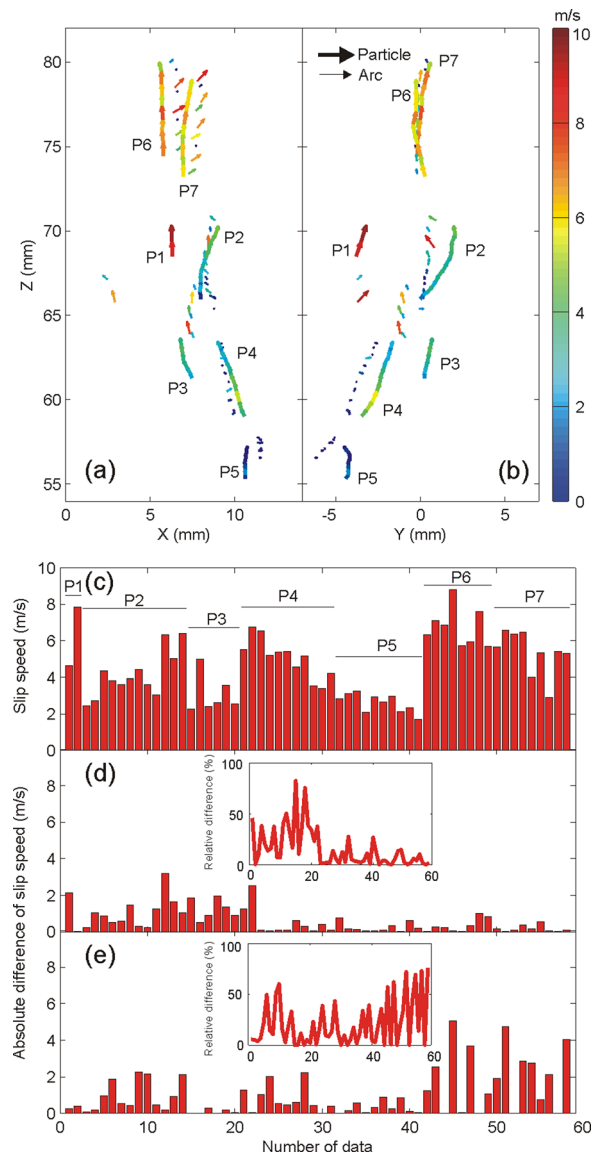 m/s
80
75
70
65
60
55
Z (mm)
P6
P7
P1
P2
P3
P4
P5
(a)
0
5
10
X (mm)
Particle
Arc
P7
P6
P1
P2
P3
P4
P5
(b)
-5
0
5
Y (mm)
10
8
6
4
2
0
(c)
P1
P2
P3
P4
P5
P6
P7
10
8
6
4
2
0
Slip speed (m/s)
(d)
8
6
4
2
0
Relative difference (%)
100
50
0
0
20
40
60
Absolute difference of slip speed (m/s)
(e)
8
6
4
2
0
Relative difference (%)
100
50
0
0
20
40
60
0
10
20
30
40
50
60
Number of data